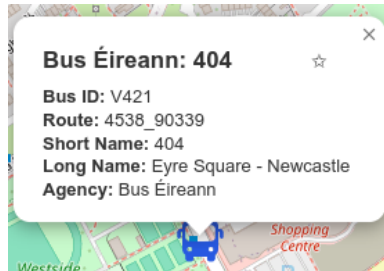 Bus Éireann: 404
Bus ID: V421
Route: 4538_90339
Short Name: 404
Long Name: Eyre Square - Newcastle
Agency: Bus Éireann
Shopping
Centre
Westside